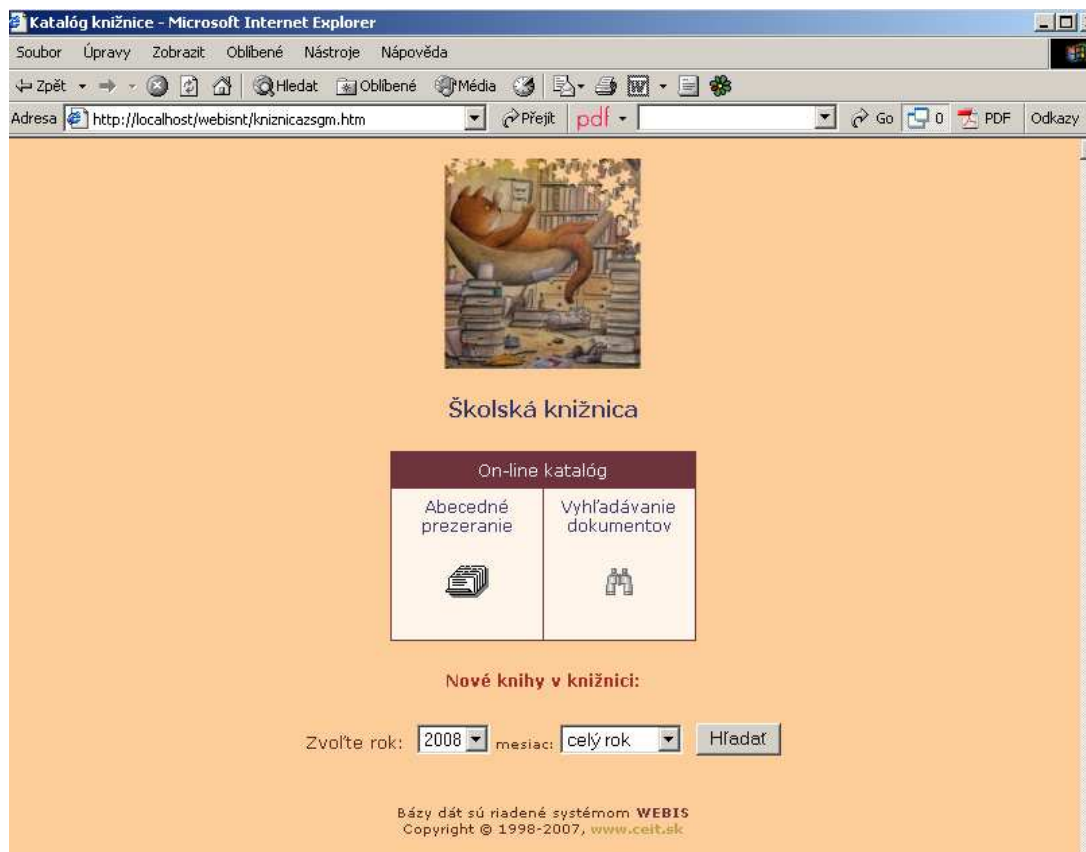 Katalóg knižnice - Microsoft Internet Explorer
Soubor Úpravy Zobrazit Oblíbené Nástroje Nápověda
Zpět Hledat Oblíbené Média
Adresa http://localhost/webisnt/kniznicazsgm.htm Přejít pdf Go 0 PDF Odkazy
Školská knižnica
On-line katalóg
Abecedné prezeranie
Vyhľadávanie dokumentov
Nové knihy v knižnici:
Zvoľte rok: 2008 mesiac: celý rok Hľadať
Bázy dát sú riadené systémom WEBIS
Copyright © 1998-2007, www.ceit.sk